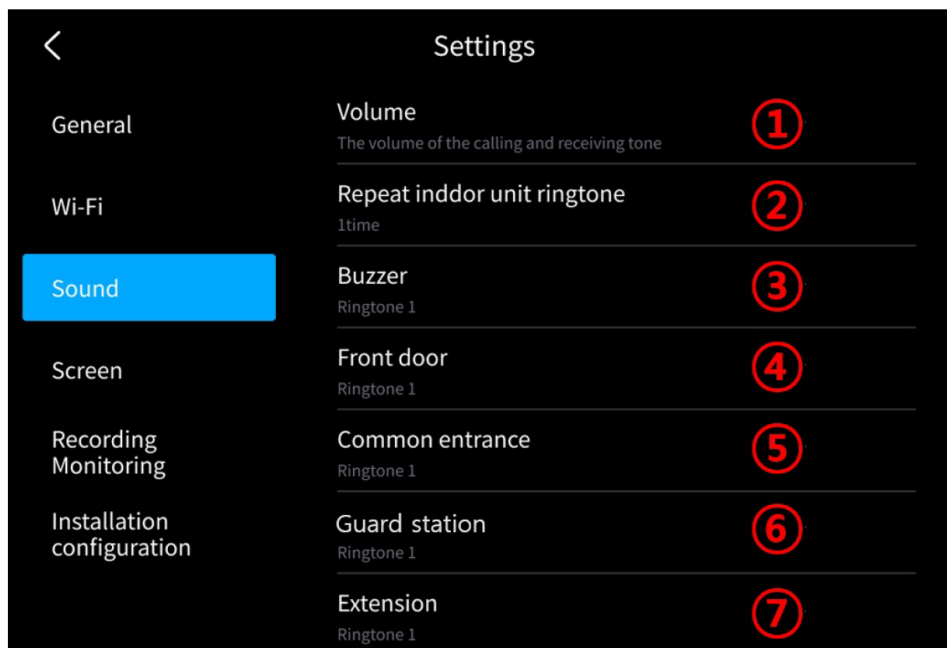 Settings
General
Wi-Fi
Sound
Screen
Recording
Monitoring
Installation
configuration
Volume
①
The volume of the calling and receiving tone
Repeat inddor unit ringtone
②
1time
Buzzer
③
Ringtone 1
Front door
④
Ringtone 1
Common entrance
⑤
Ringtone 1
Guard station
⑥
Ringtone 1
Extension
⑦
Ringtone 1